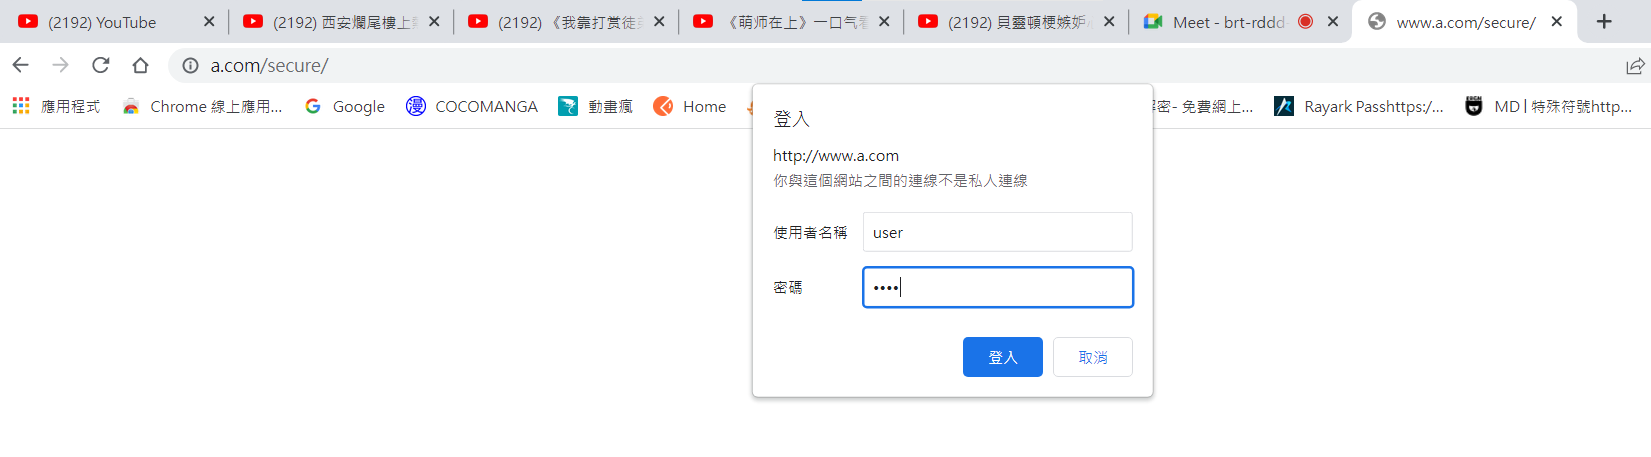 (2192) YouTube
(2192) 西安爛尾樓上
(2192) 《我靠打赏徒
《萌师在上》一口气
(2192) 貝靈頓梗嫉妒
Meet - brt-rddd-
www.a.com/secure/
a.com/secure/
應用程式
Chrome 線上應用...
Google
漫 COCOMANGA
動畫瘋
Home
密- 免費網上...
Rayark Passhttps:/...
MD | 特殊符號http...
登入
http://www.a.com
你與這個網站之間的連線不是私人連線
使用者名稱
user
密碼
••••
登入
取消